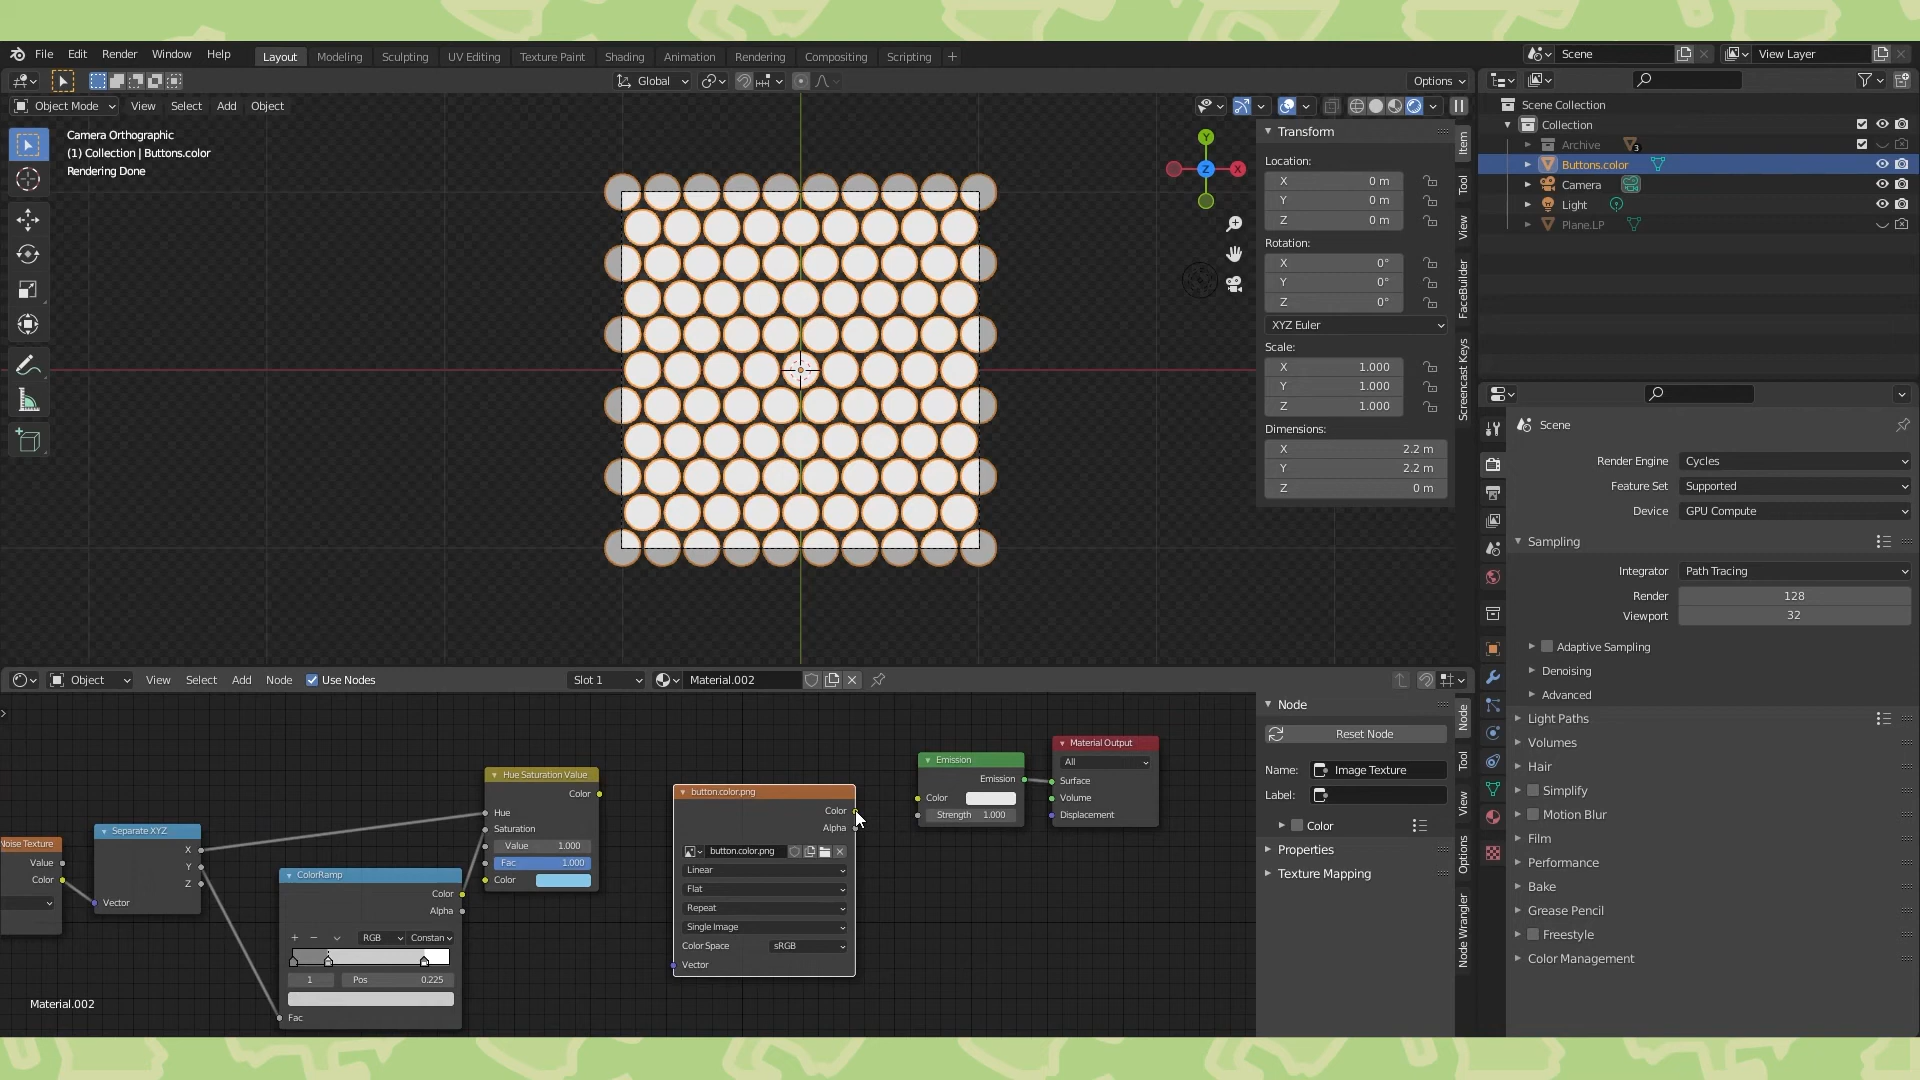 File Edit Render Window Help Layout Modeling Sculpting UV Editing Texture Paint Shading Animation Rendering Compositing Scripting + Scene View Layer
Global Options
Object Mode View Select Add Object
Camera Orthographic
(1) Collection | Buttons.color
Rendering Done
Y
Z
X
Transform
Location:
X 0 m
Y 0 m
Z 0 m
Rotation:
X 0°
Y 0°
Z 0°
XYZ Euler
Scale:
X 1.000
Y 1.000
Z 1.000
Dimensions:
X 2.2 m
Y 2.2 m
Z 0 m
Item
Tool
View
FaceBuilder
Screencast Keys
Scene Collection
Collection
Archive 3
Buttons.color
Camera
Light
Plane.LP
Scene
Render Engine Cycles
Feature Set Supported
Device GPU Compute
Sampling
Integrator Path Tracing
Render 128
Viewport 32
Adaptive Sampling
Denoising
Advanced
Light Paths
Volumes
Hair
Simplify
Motion Blur
Film
Performance
Bake
Grease Pencil
Freestyle
Color Management
Object View Select Add Node Use Nodes Slot 1 Material.002
Noise Texture
Value
Color
Separate XYZ
X
Y
Z
Vector
ColorRamp
Color
Alpha
+ − RGB Constan
1 Pos 0.225
Fac
Hue Saturation Value
Color
Hue
Saturation
Value 1.000
Fac 1.000
Color
button.color.png
Color
Alpha
button.color.png
Linear
Flat
Repeat
Single Image
Color Space sRGB
Vector
Emission
Emission
Color
Strength 1.000
Material Output
All
Surface
Volume
Displacement
Material.002
Node
Reset Node
Name: Image Texture
Label:
Color
Properties
Texture Mapping
Node
Tool
View
Options
Node Wrangler